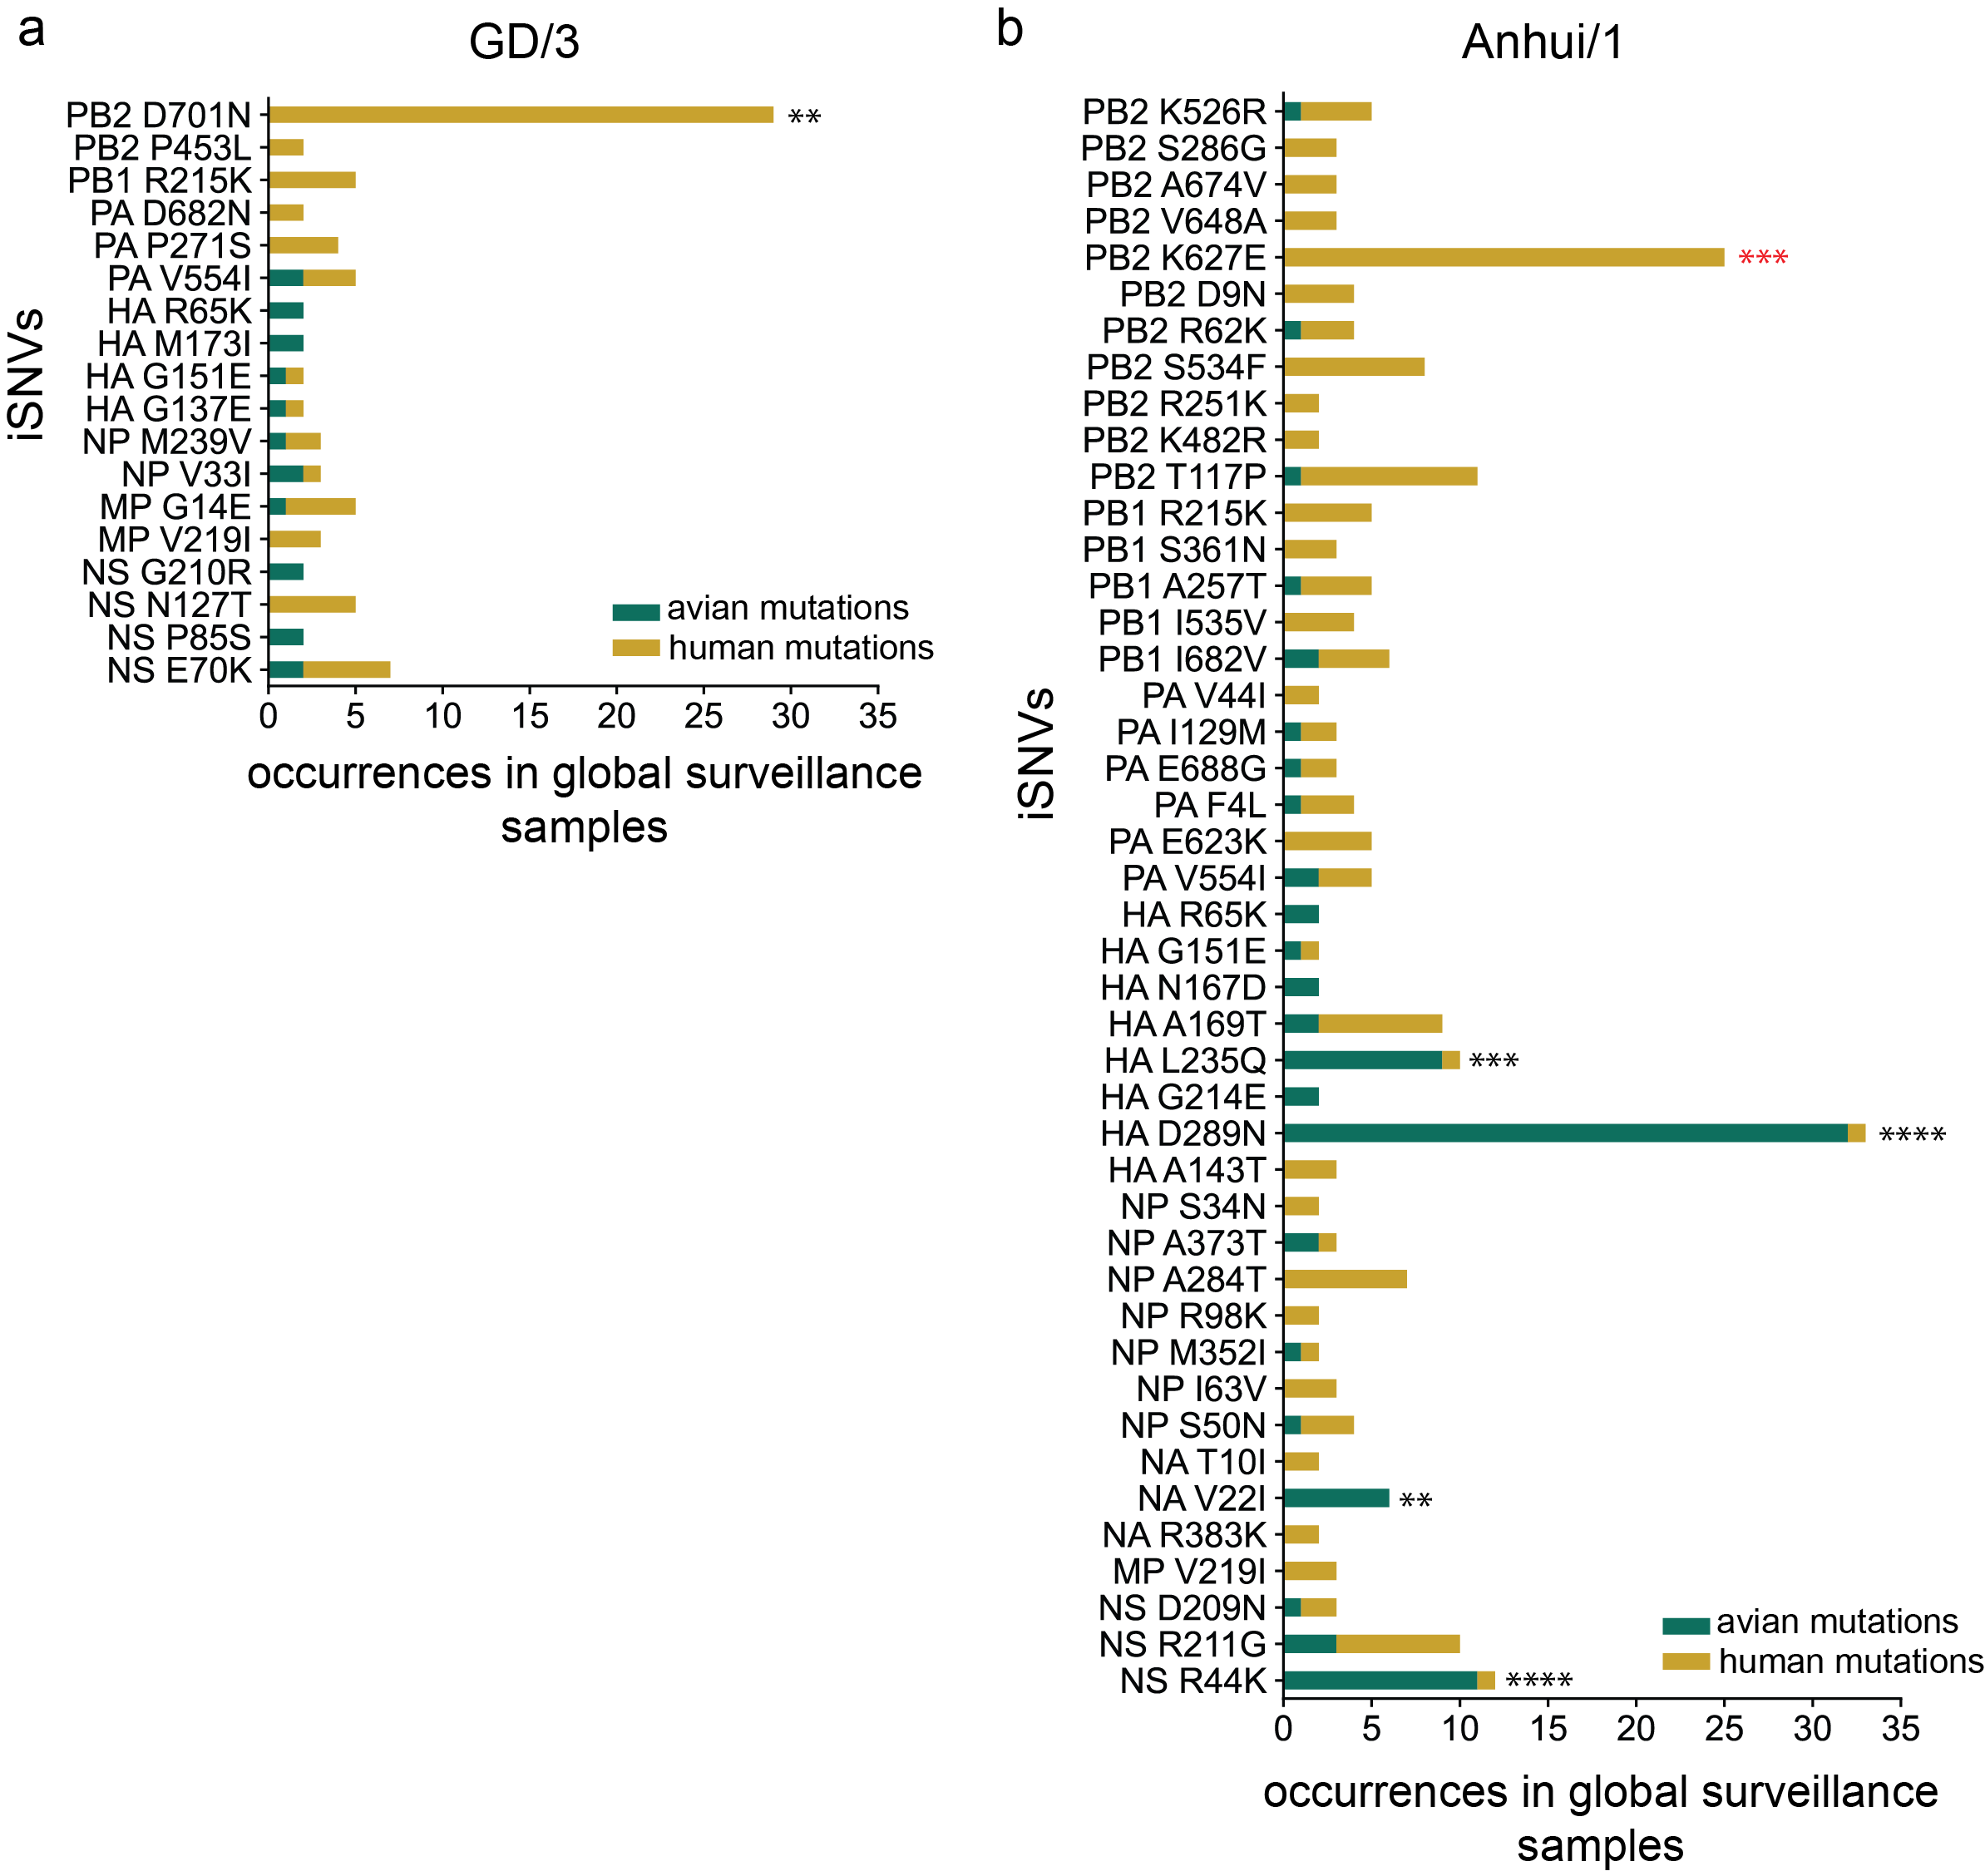 a
GD/3
iSNVs
PB2 D701N
**
PB2 P453L
PB1 R215K
PA D682N
PA P271S
PA V554I
HA R65K
HA M173I
HA G151E
HA G137E
NP M239V
NP V33I
MP G14E
MP V219I
NS G210R
NS N127T
NS P85S
NS E70K
avian mutations
human mutations
0 5 10 15 20 25 30 35
occurrences in global surveillance
samples
b
Anhui/1
iSNVs
PB2 K526R
PB2 S286G
PB2 A674V
PB2 V648A
PB2 K627E
***
PB2 D9N
PB2 R62K
PB2 S534F
PB2 R251K
PB2 K482R
PB2 T117P
PB1 R215K
PB1 S361N
PB1 A257T
PB1 I535V
PB1 I682V
PA V44I
PA I129M
PA E688G
PA F4L
PA E623K
PA V554I
HA R65K
HA G151E
HA N167D
HA A169T
HA L235Q
***
HA G214E
HA D289N
****
HA A143T
NP S34N
NP A373T
NP A284T
NP R98K
NP M352I
NP I63V
NP S50N
NA T10I
NA V22I
**
NA R383K
MP V219I
NS D209N
NS R211G
NS R44K
****
avian mutations
human mutations
0 5 10 15 20 25 30 35
occurrences in global surveillance
samples